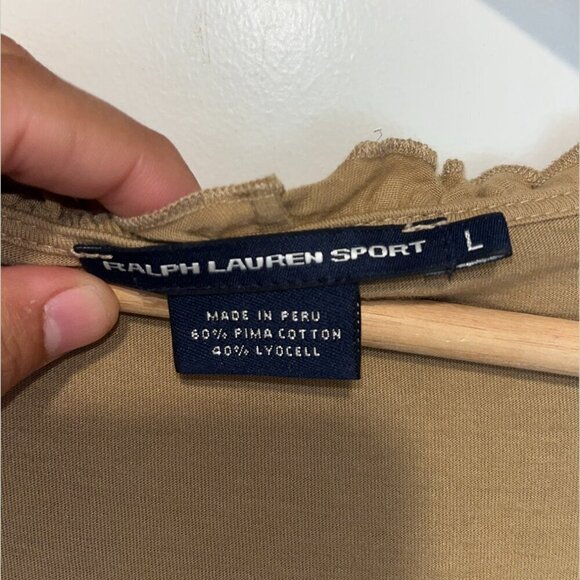 RALPH LAUREN SPORT L
MADE IN PERU
60% PIMA COTTON
40% LYOCELL